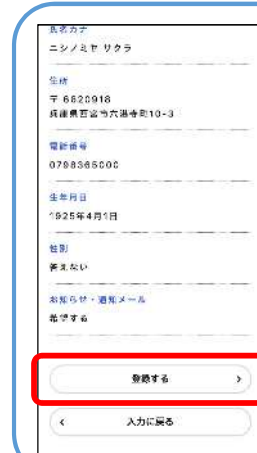 氏名カナ
ニシノミヤ サクラ
住所
〒 6620918
兵庫県西宮市六湛寺町10-3
電話番号
0798365000
生年月日
1925年4月1日
性別
答えない
お知らせ・通知メール
希望する
登録する
入力に戻る